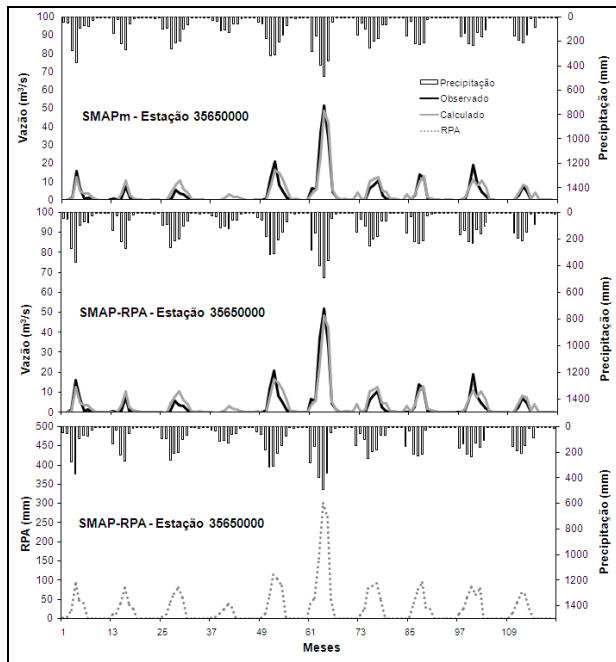 100 90 80 70 60 50 40 30 20 10 0
Vazão (m³/s)
SMAPm - Estação 35650000
Precipitação
Observado
Calculado
RPA
0 200 400 600 800 1000 1200 1400
Precipitação (mm)
100 90 80 70 60 50 40 30 20 10 0
Vazão (m³/s)
SMAP-RPA - Estação 35650000
0 200 400 600 800 1000 1200 1400
Precipitação (mm)
500 450 400 350 300 250 200 150 100 50 0
RPA (mm)
SMAP-RPA - Estação 35650000
0 200 400 600 800 1000 1200 1400
Precipitação (mm)
1 13 25 37 49 61 73 85 97 109
Meses